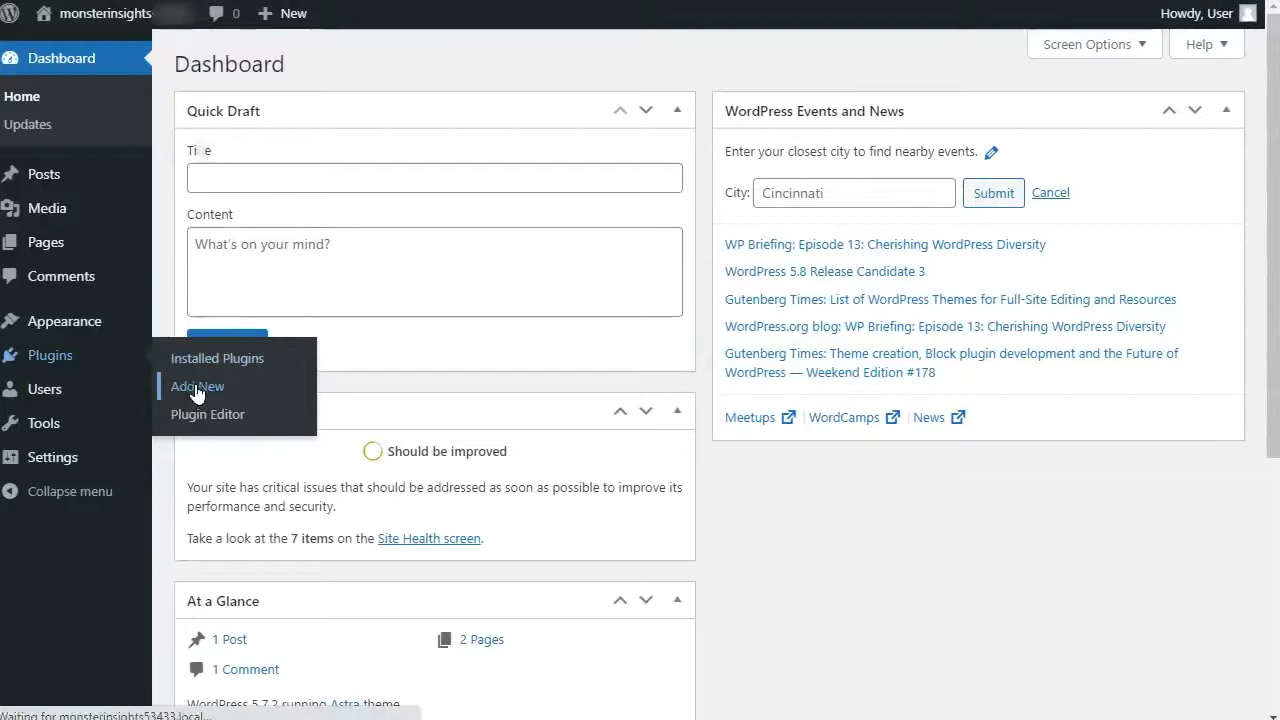 monsterinsights
0
New
Howdy, User
Dashboard
Home
Updates
Posts
Media
Pages
Comments
Appearance
Plugins
Users
Tools
Settings
Collapse menu
Installed Plugins
Add New
Plugin Editor
Screen Options
Help
Dashboard
Quick Draft
Content
What's on your mind?
Should be improved
Your site has critical issues that should be addressed as soon as possible to improve its
performance and security.
Take a look at the 7 items on the Site Health screen.
At a Glance
1 Post
2 Pages
1 Comment
WordPress 5.7.2 running Astra theme
WordPress Events and News
Enter your closest city to find nearby events.
City: Cincinnati Submit Cancel
WP Briefing: Episode 13: Cherishing WordPress Diversity
WordPress 5.8 Release Candidate 3
Gutenberg Times: List of WordPress Themes for Full-Site Editing and Resources
WordPress.org blog: WP Briefing: Episode 13: Cherishing WordPress Diversity
Gutenberg Times: Theme creation, Block plugin development and the Future of
WordPress — Weekend Edition #178
Meetups | WordCamps | News
Waiting for monsterinsights53433.local...